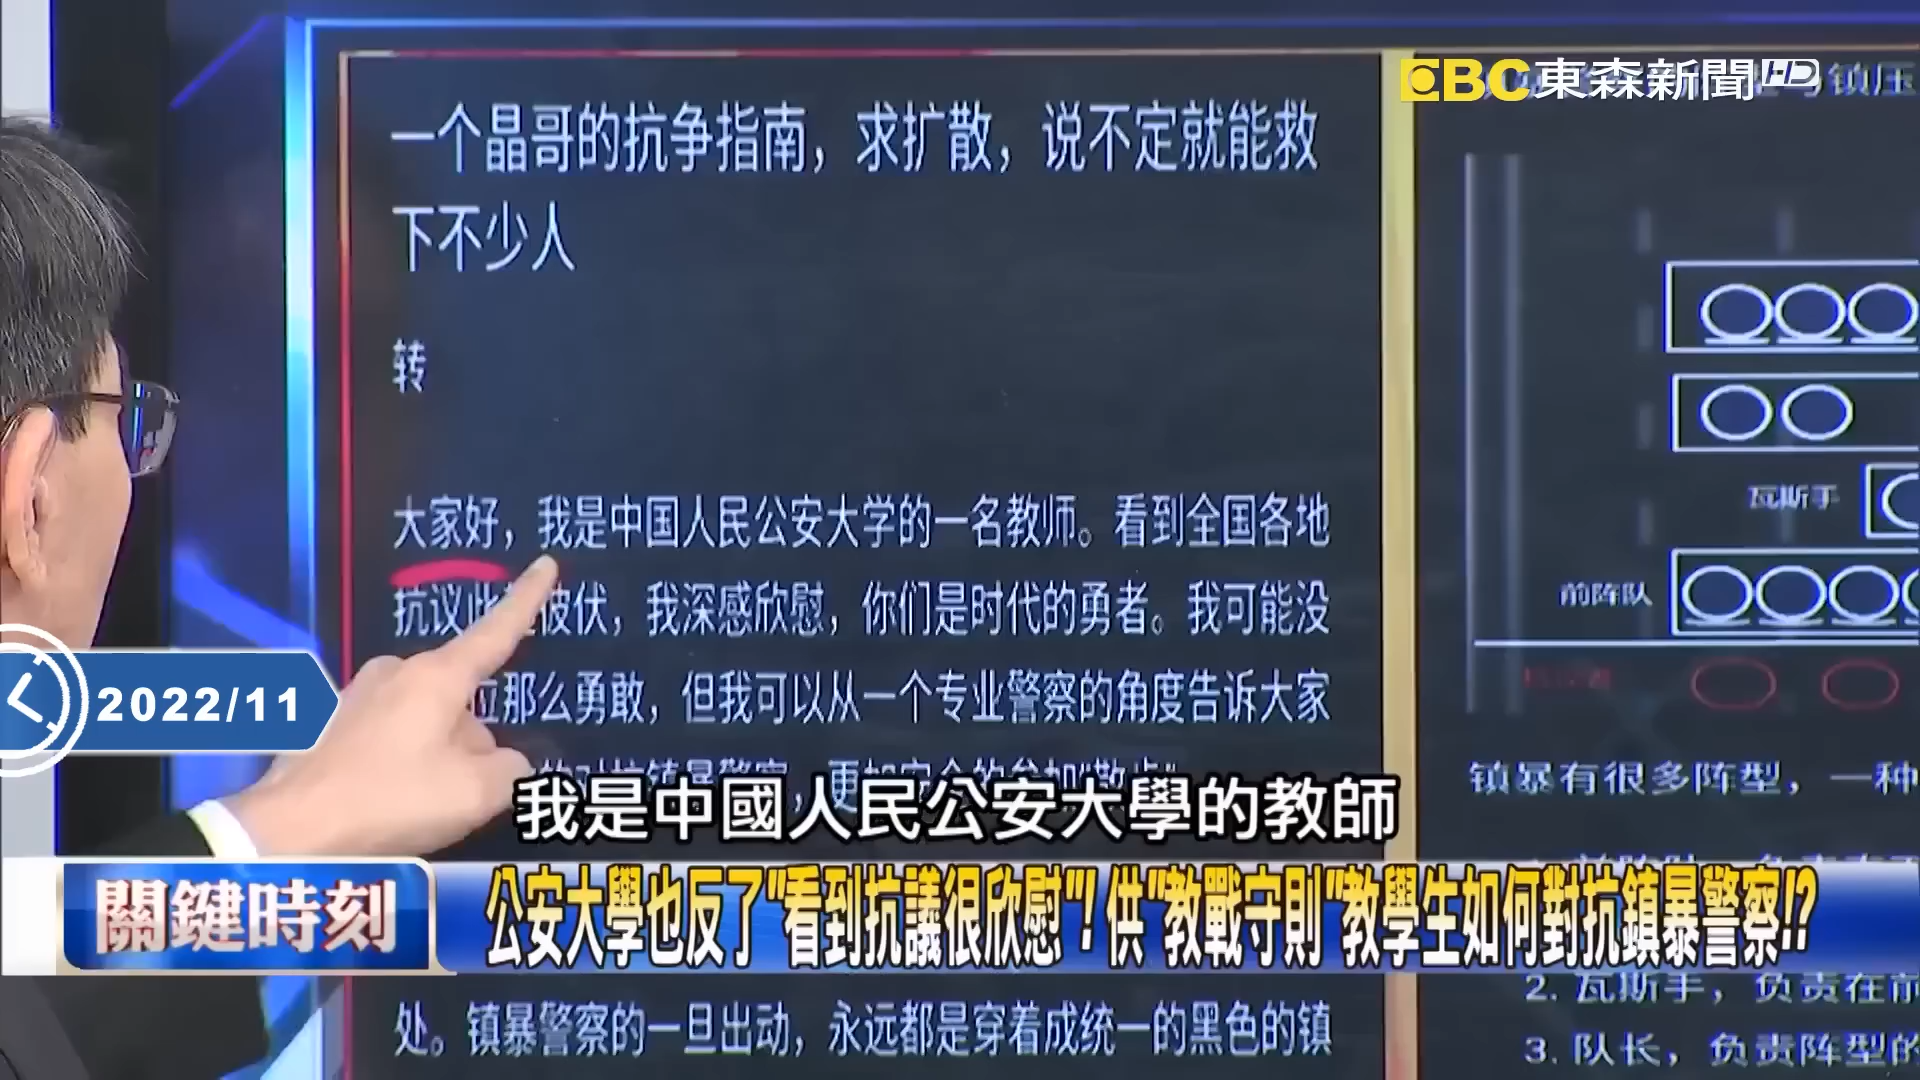 EBC 東森新聞 HD
一个晶哥的抗争指南，求扩散，说不定就能救
下不少人
转
大家好，我是中国人民公安大学的一名教师。看到全国各地
抗议此 彼伏，我深感欣慰，你们是时代的勇者。我可能没
位那么勇敢，但我可以从一个专业警察的角度告诉大家
处。镇暴警察的一旦出动，永远都是穿着成统一的黑色的镇
镇压
瓦斯手
前阵队
镇暴有很多阵型，一种
2. 瓦斯手，负责在前
3. 队长，负责阵型的
2022/11
我是中國人民公安大學的教師
關鍵時刻
公安大學也反了"看到抗議很欣慰"! 供"教戰守則"教學生如何對抗鎮暴警察!?